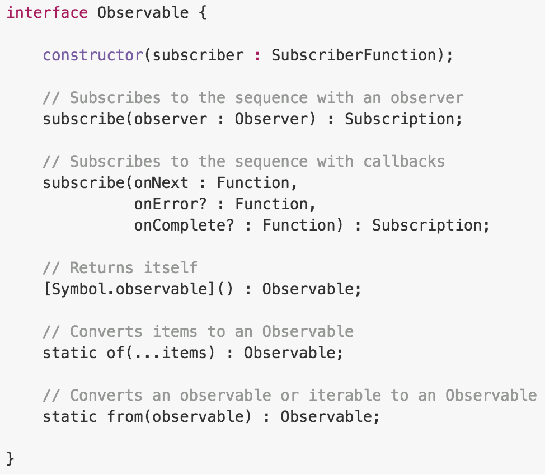 interface Observable {
constructor(subscriber : SubscriberFunction);
// Subscribes to the sequence with an observer
subscribe(observer : Observer) : Subscription;
// Subscribes to the sequence with callbacks
subscribe(onNext : Function,
onError? : Function,
onComplete? : Function) : Subscription;
// Returns itself
[Symbol.observable]() : Observable;
// Converts items to an Observable
static of(...items) : Observable;
// Converts an observable or iterable to an Observable
static from(observable) : Observable;
}